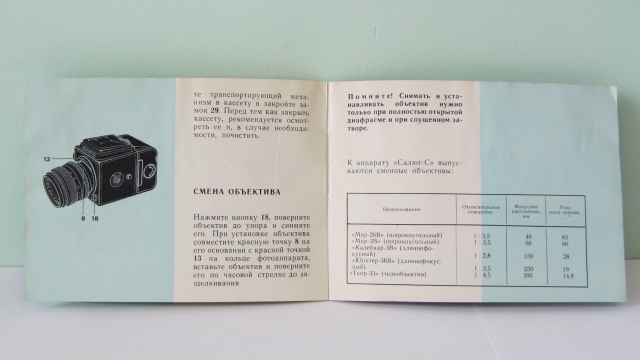 13
8 18
те транспортирующий меха-
низм в кассету и закройте за-
мок 29. Перед тем как закрыть
кассету, рекомендуется осмот-
реть ее и, в случае необходи-
мости, почистить.
СМЕНА ОБЪЕКТИВА
Нажмите кнопку 18, поверните
объектив до упора и снимите
его. При установке объектива
совместите красную точку 8 на
его основании с красной точкой
13 на кольце фотоаппарата,
вставьте объектив и поверните
его по часовой стрелке до за-
щелкивания.
Помните! Снимать и уста-
навливать объектив нужно
только при полностью открытой
диафрагме и при спущенном за-
творе.
К аппарату «Салют-С» выпус-
каются сменные объективы:
Наименование Относительное Фокусное Угол
отверстие расстояние, поля зрения,
мм
«Мир-26В» (широкоугольный) 1 : 3,5 46 83
«Мир-3В» (широкоугольный) 1 : 3,5 66 66
«Калейнар-3В» (длиннофо-
кусный) 1 : 2,8 150 28
«Юпитер-36В» (длиннофокус-
ный) 1 : 3,5 250 19
«Таир-33» (телеобъектив) 1 : 4,5 300 14,8